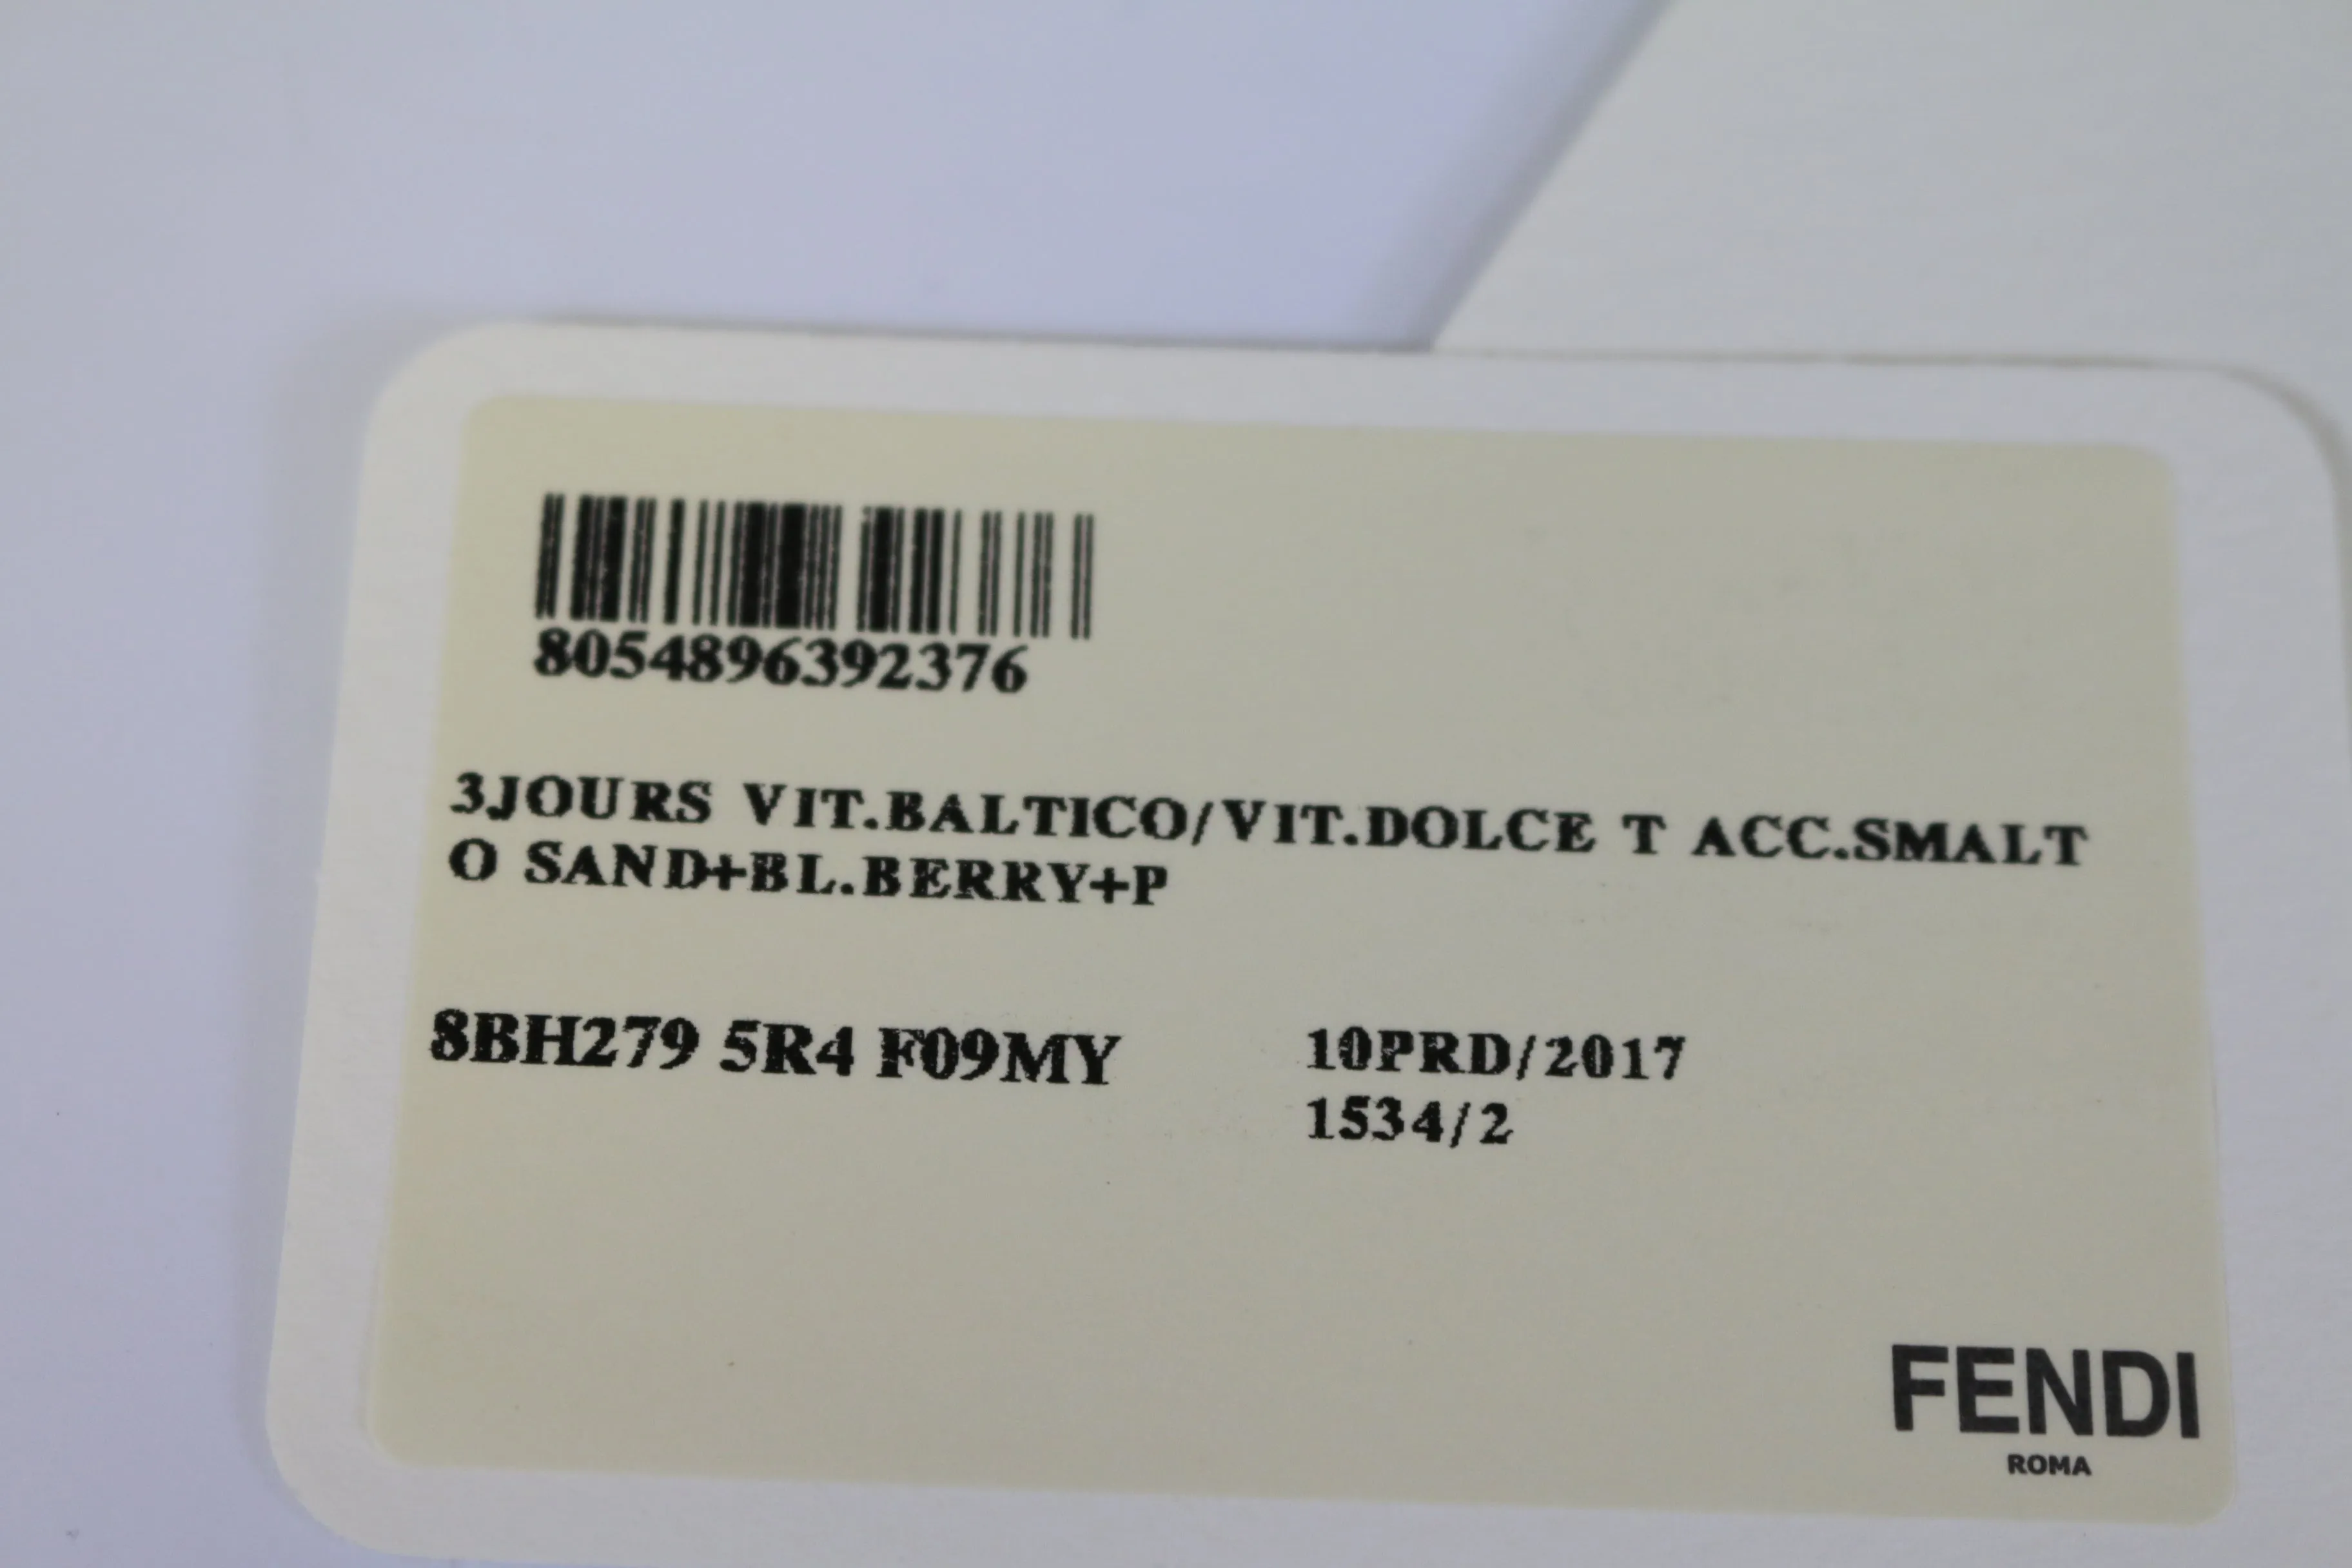 8054896392376
3JOURS VIT.BALTICO/VIT.DOLCE T ACC.SMALT
O SAND+BL.BERRY+P
8BH279 5R4 F09MY
10PRD/2017
1534/2
FENDI
ROMA